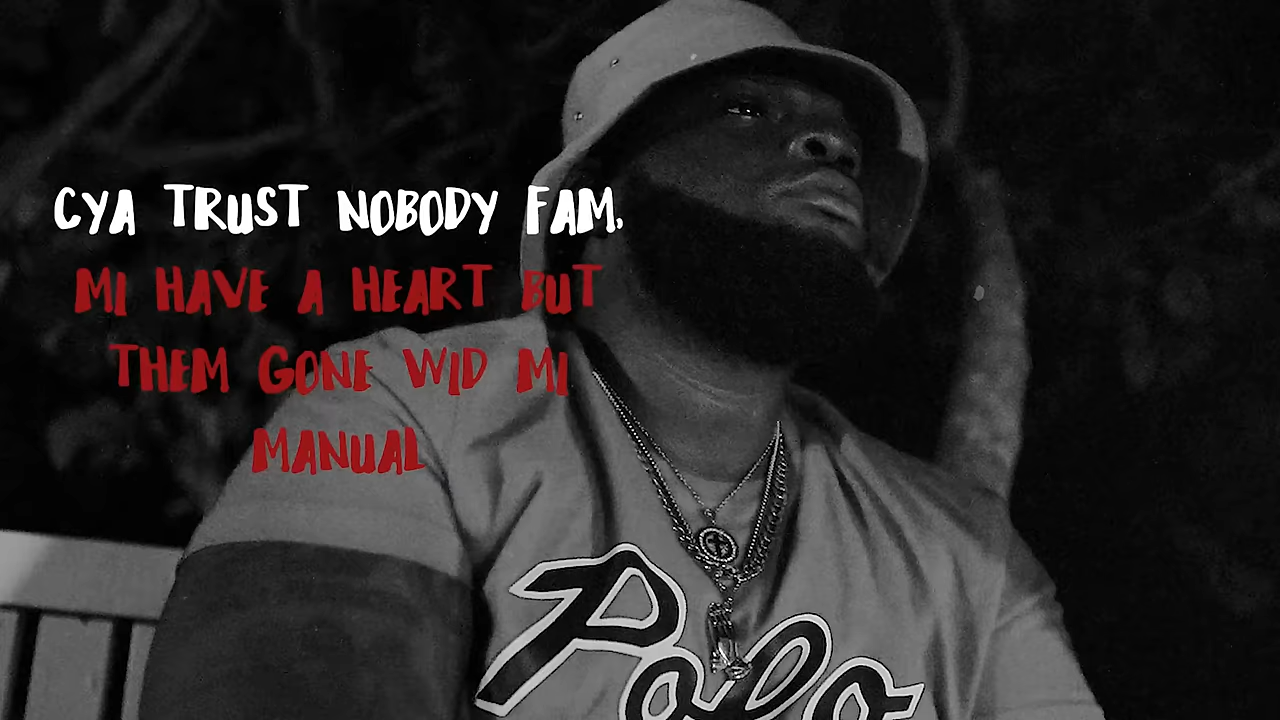 CYA TRUST NOBODY FAM,
MI HAVE A HEART BUT
THEM GONE WID MI
MANUAL
Polo